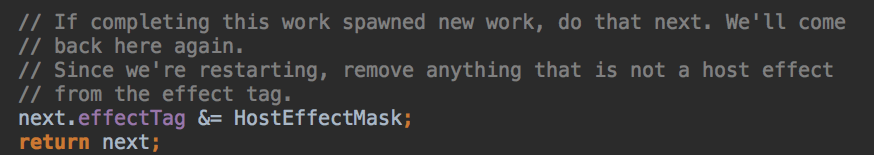 // If completing this work spawned new work, do that next. We'll come
// back here again.
// Since we're restarting, remove anything that is not a host effect
// from the effect tag.
next.effectTag &= HostEffectMask;
return next;